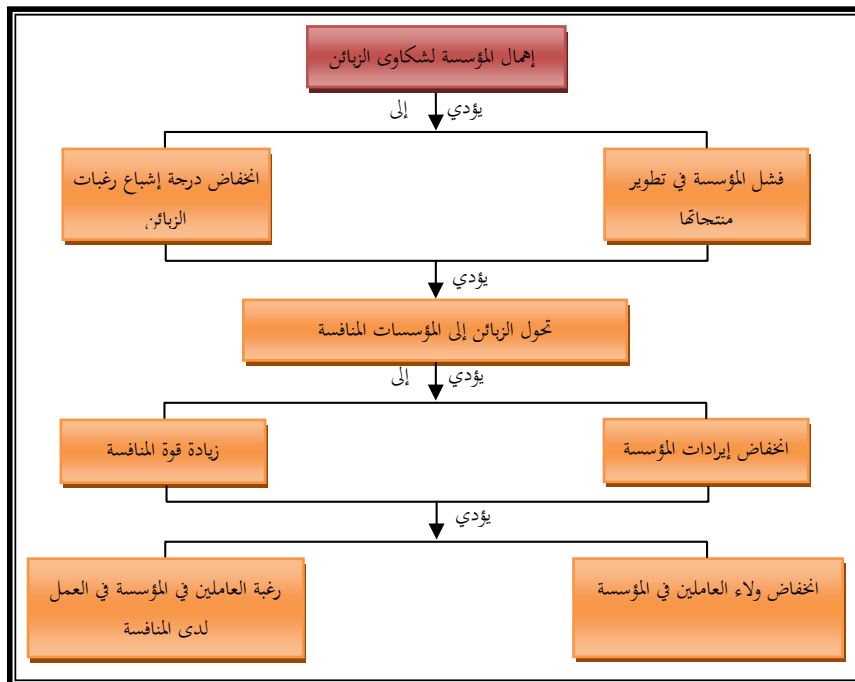 إهمال المؤسسة لشكاوى الزبائن
يؤدي إلى
فشل المؤسسة في تطوير
منتجاتها
انخفاض درجة إشباع رغبات
الزبائن
يؤدي
تحول الزبائن إلى المؤسسات المنافسة
يؤدي إلى
انخفاض إيرادات المؤسسة
زيادة قوة المنافسة
يؤدي
انخفاض ولاء العاملين في المؤسسة
رغبة العاملين في المؤسسة في العمل
لدى المنافسة